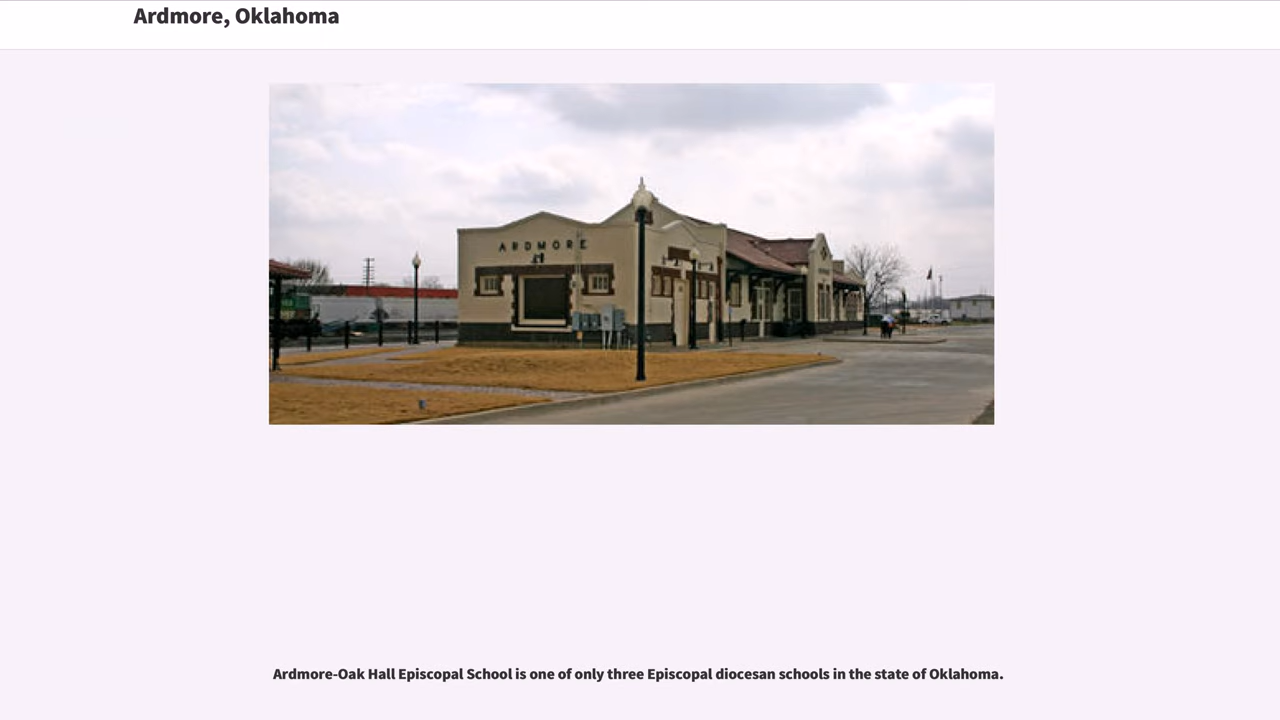 Ardmore, Oklahoma
ARDMORE
Ardmore-Oak Hall Episcopal School is one of only three Episcopal diocesan schools in the state of Oklahoma.